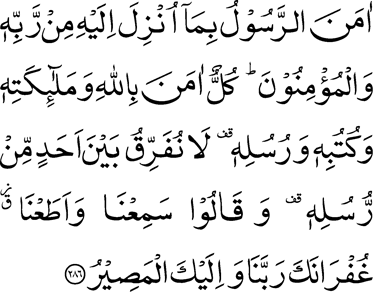 اٰمَنَ الرَّسُوْلُ بِمَاۤ اُنْزِلَ اِلَيْهِ مِنْ رَّبِّهٖ
وَالْمُؤْمِنُوْنَ ؕ كُلٌّ اٰمَنَ بِاللّٰهِ وَمَلٰٓئِكَتِهٖ
وَكُتُبِهٖ وَرُسُلِهٖ ۟ لَا نُفَرِّقُ بَيْنَ اَحَدٍ مِّنْ
رُّسُلِهٖ ۟ وَقَالُوْا سَمِعْنَا وَاَطَعْنَا ۗ
غُفْرَانَكَ رَبَّنَا وَاِلَيْكَ الْمَصِيْرُ ﴿۲۸۶﴾